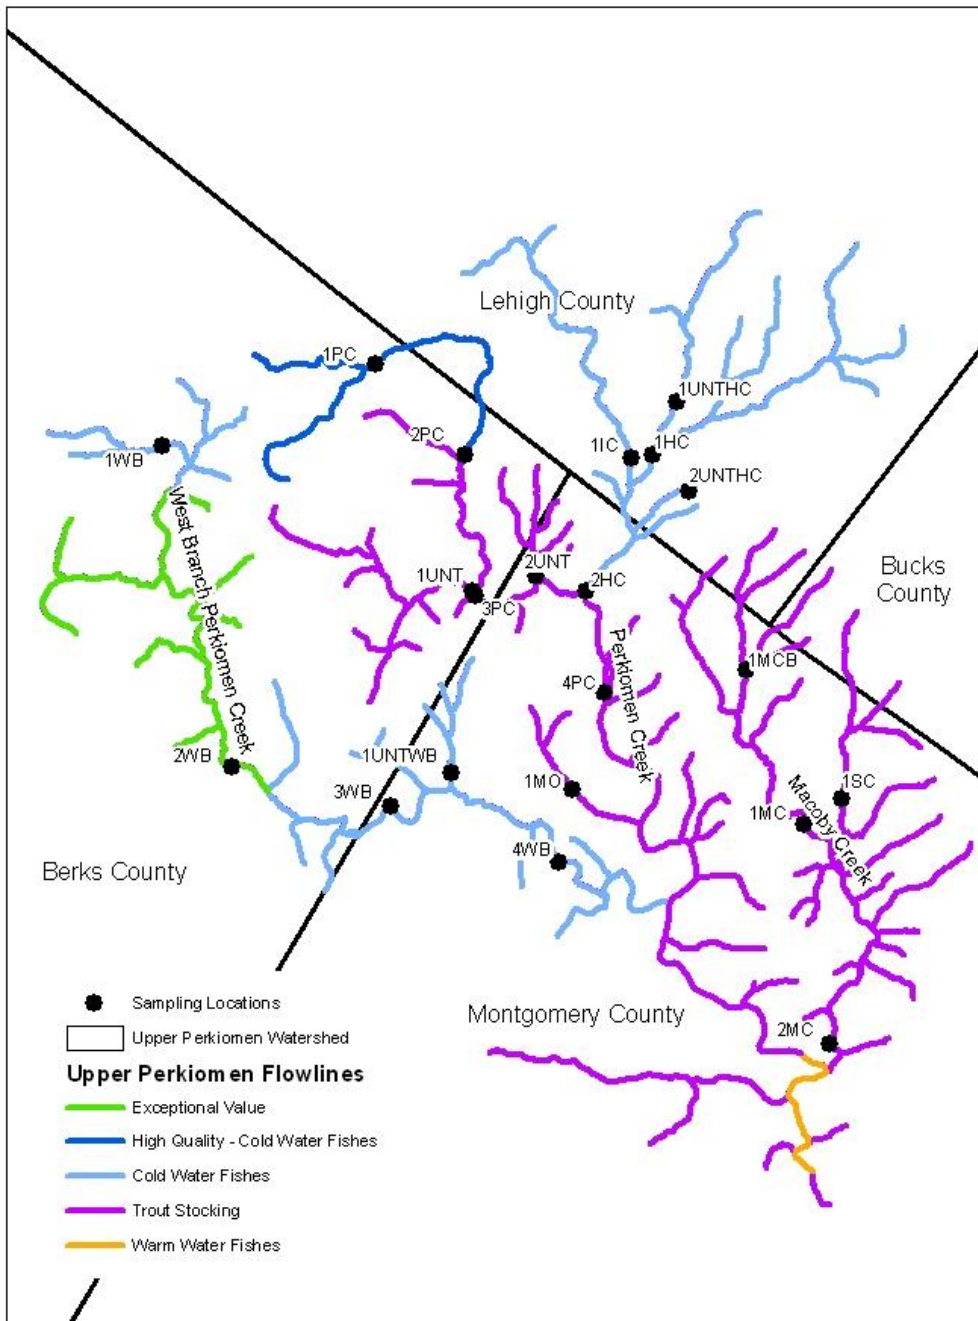 Lehigh County
1PC
1UNTHC
2PC
1WB
1IC
1HC
2UNTHC
West Branch Perkiomen Creek
Bucks
County
1UNT
2UNT
2HC
3PC
Perkiomen Creek
1MCB
4PC
2WB
1UNTWB
3WB
1MO
1SC
1MC
Macoby Creek
4WB
Berks County
Sampling Locations
Montgomery County
2MC
Upper Perkiomen Watershed
Upper Perkiomen Flowlines
Exceptional Value
High Quality - Cold Water Fishes
Cold Water Fishes
Trout Stocking
Warm Water Fishes